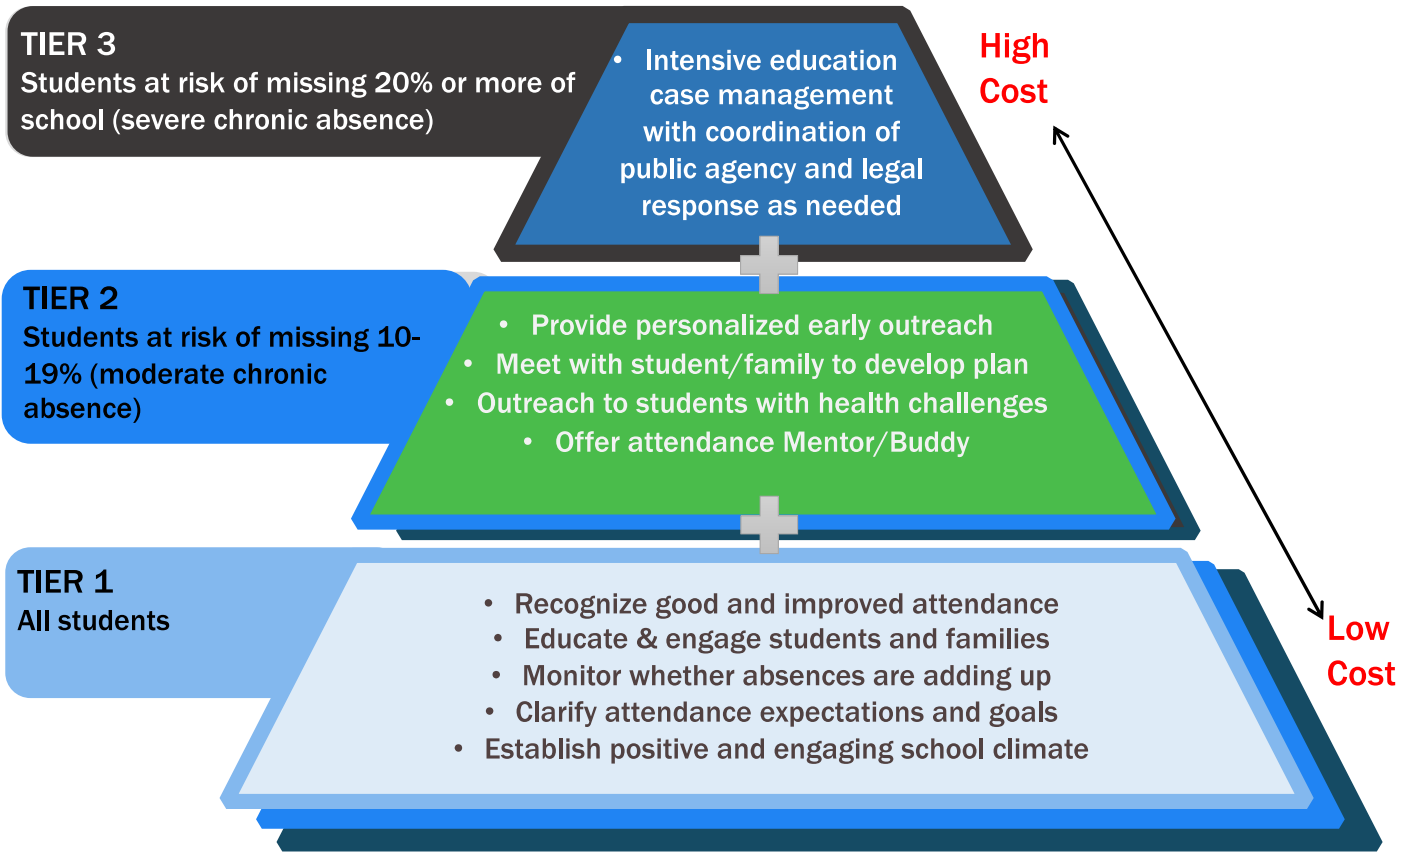 TIER 3
Students at risk of missing 20% or more of
school (severe chronic absence)
• Intensive education
case management
with coordination of
public agency and legal
response as needed
High
Cost
TIER 2
Students at risk of missing 10-
19% (moderate chronic
absence)
• Provide personalized early outreach
• Meet with student/family to develop plan
• Outreach to students with health challenges
• Offer attendance Mentor/Buddy
TIER 1
All students
• Recognize good and improved attendance
• Educate & engage students and families
• Monitor whether absences are adding up
• Clarify attendance expectations and goals
• Establish positive and engaging school climate
Low
Cost